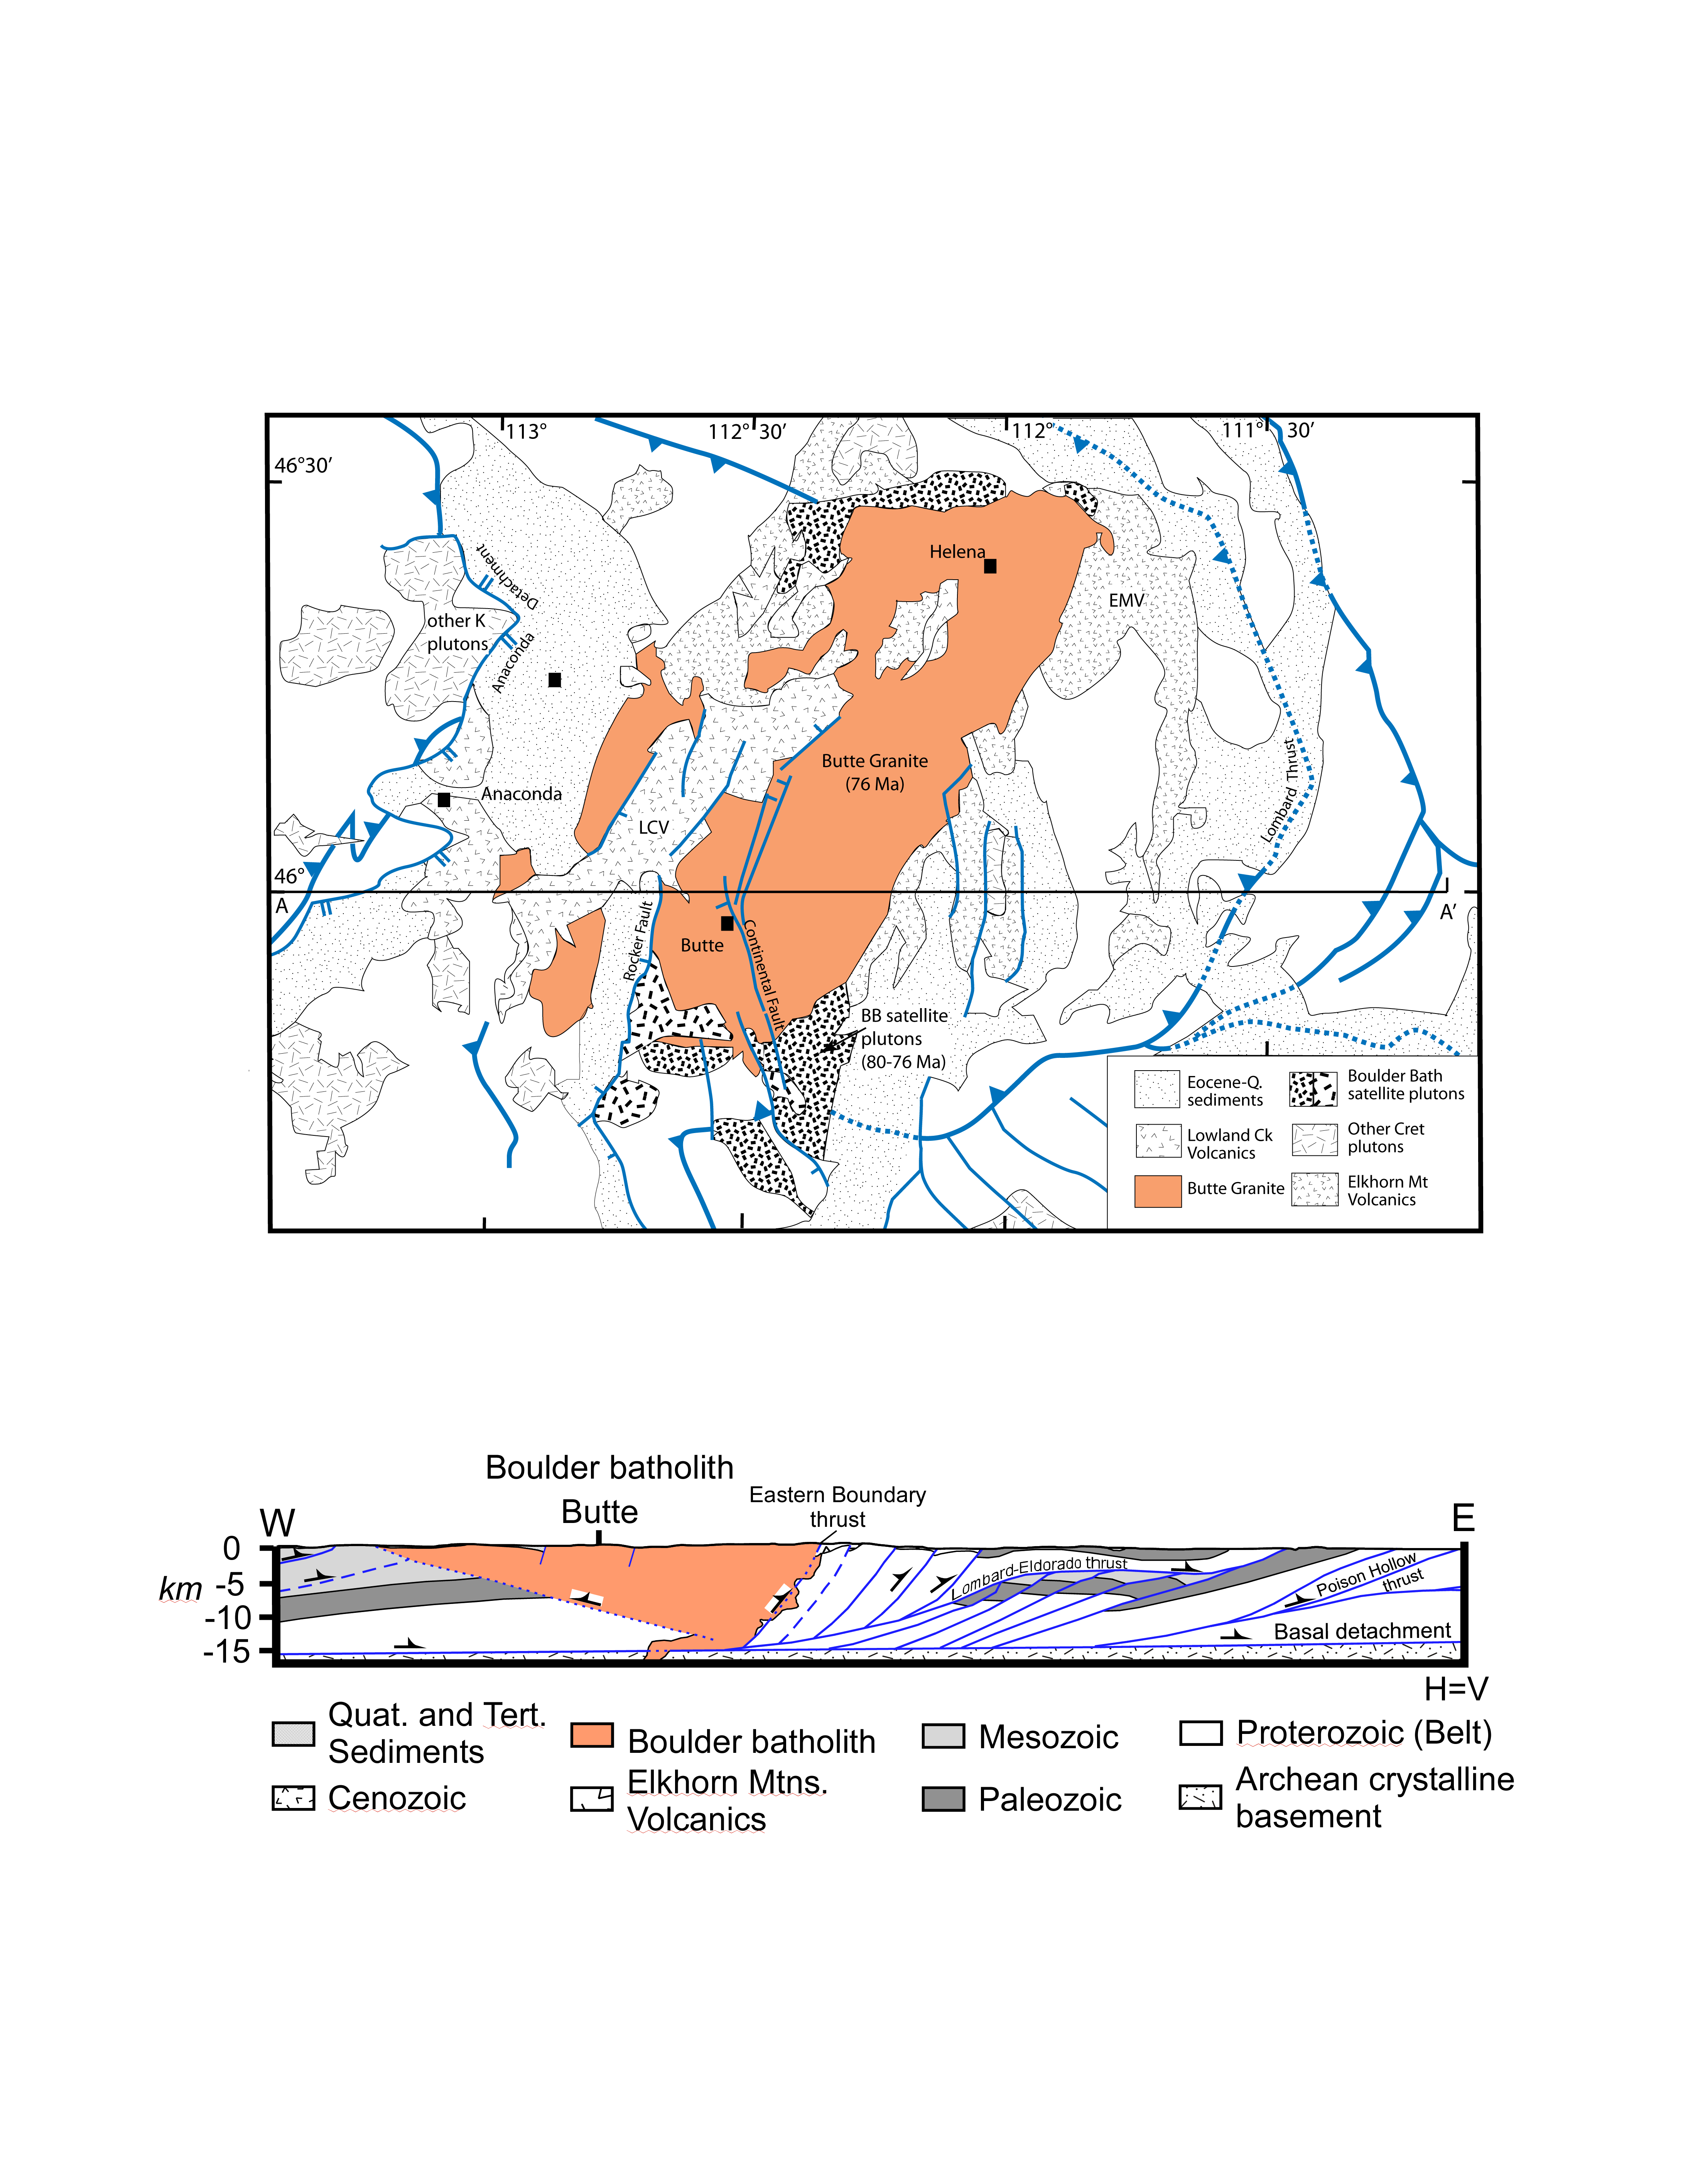 113°
112° 30′
112°
111° 30′
46°30′
Helena
Detachment
EMV
other K
plutons
Anaconda
Lombard Thrust
Butte Granite
(76 Ma)
Anaconda
LCV
46°
A
A′
Rocker Fault
Butte
Continental Fault
BB satellite
plutons
(80-76 Ma)
Eocene-Q.
sediments
Boulder Bath
satellite plutons
Lowland Ck
Volcanics
Other Cret
plutons
Butte Granite
Elkhorn Mt
Volcanics
Boulder batholith
Eastern Boundary
thrust
W
Butte
E
0
km
-5
-10
-15
Lombard-Eldorado thrust
Poison Hollow
thrust
Basal detachment
H=V
Quat. and Tert.
Sediments
Boulder batholith
Mesozoic
Proterozoic (Belt)
Cenozoic
Elkhorn Mtns.
Volcanics
Paleozoic
Archean crystalline
basement